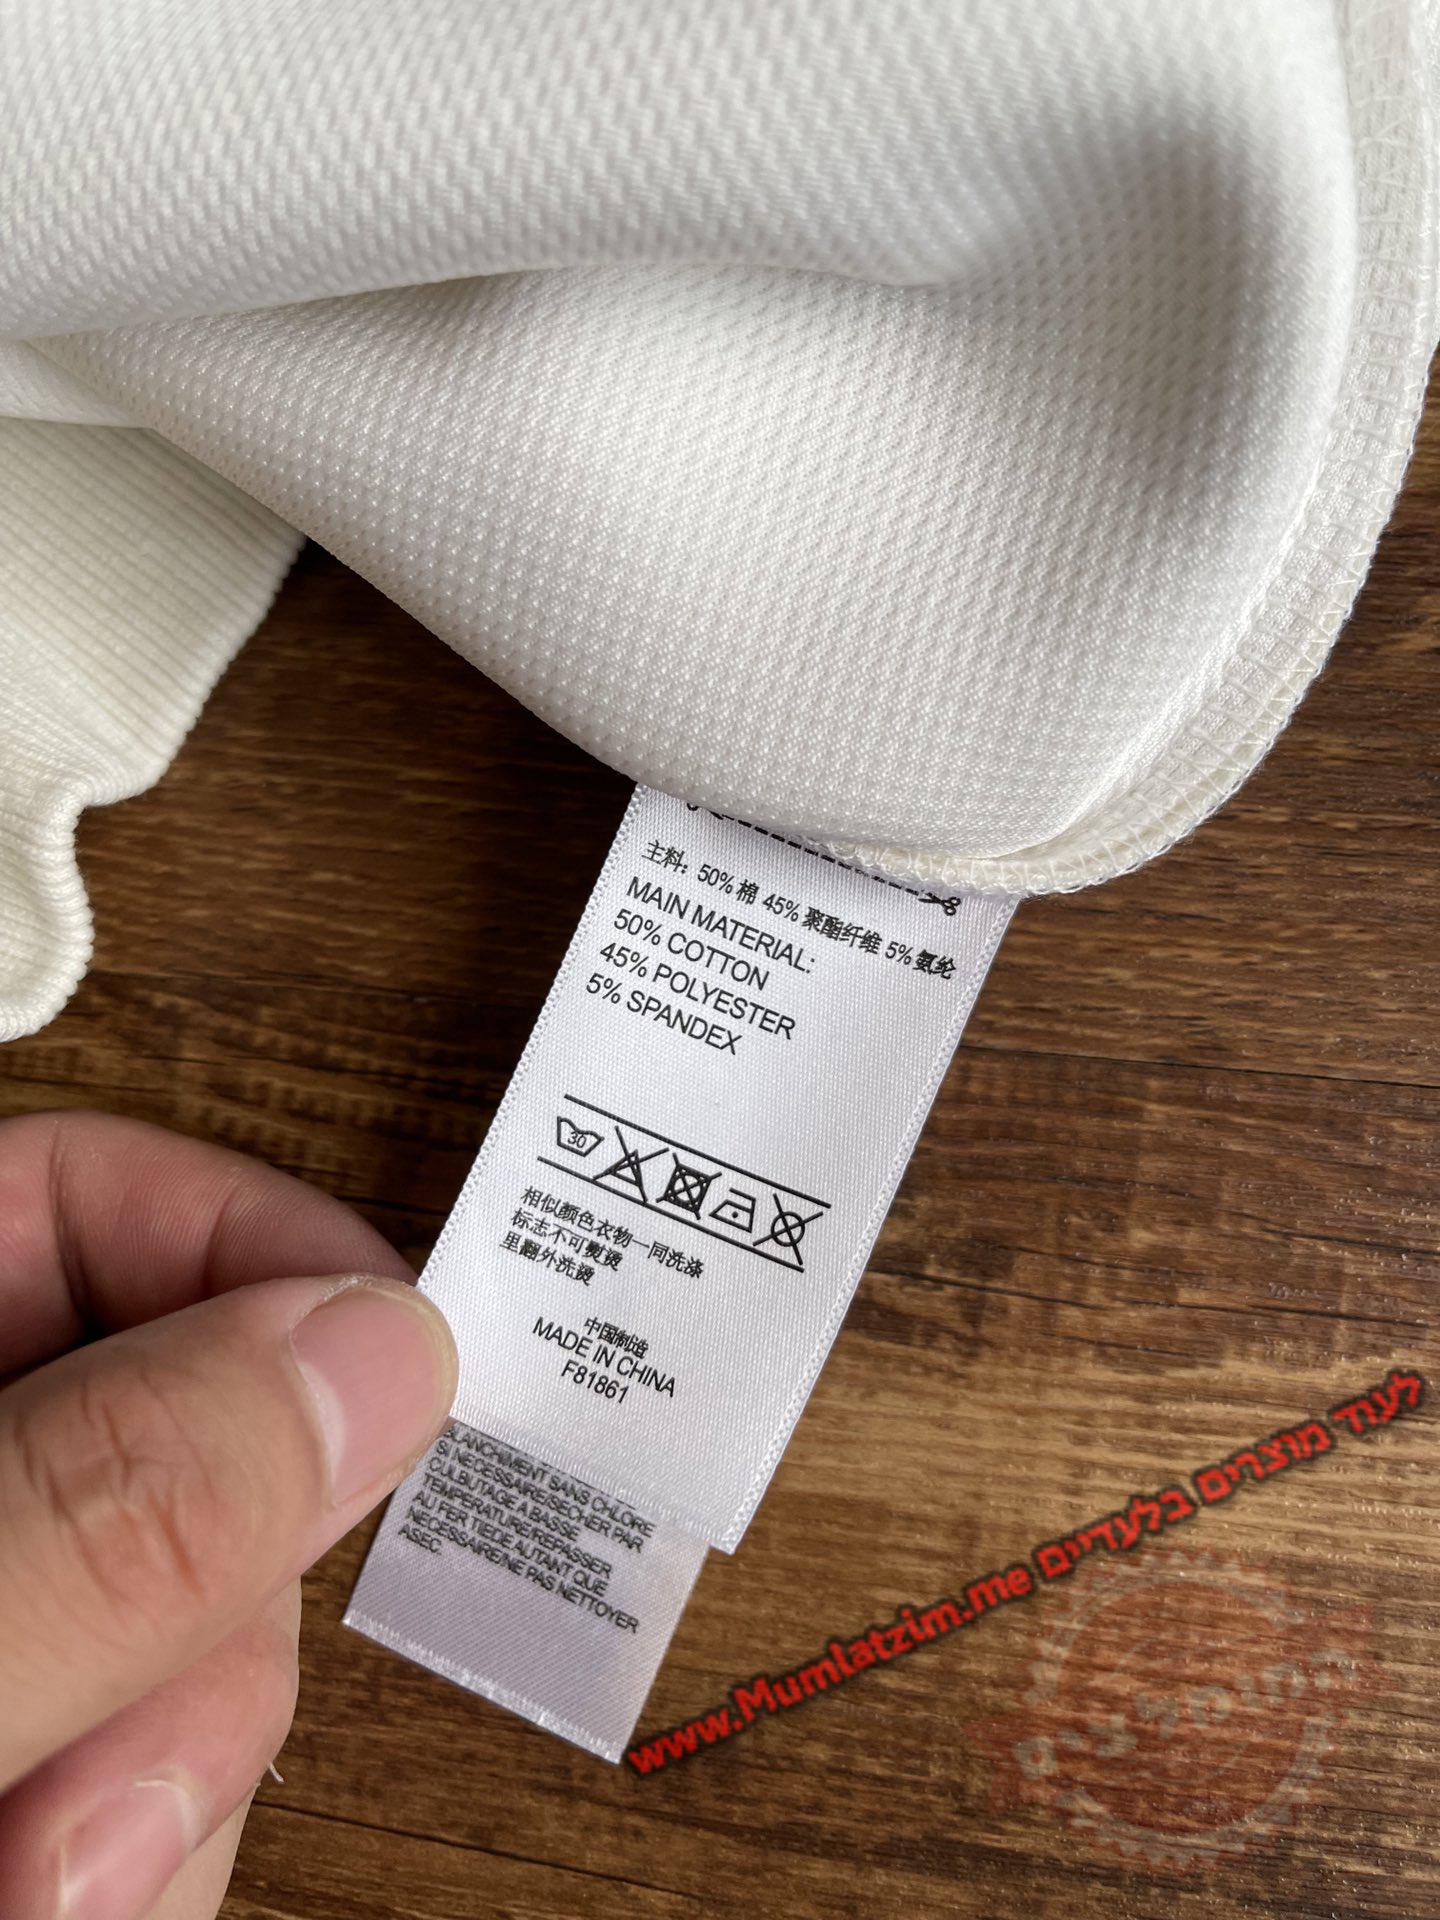 主料: 50% 棉 45% 聚酯纤维 5% 氨纶
MAIN MATERIAL:
50% COTTON
45% POLYESTER
5% SPANDEX
30
相似颜色衣物一同洗涤
标志不可熨烫
里翻外洗烫
中国制造
MADE IN CHINA
F81861
BLANCHIMENT SANS CHLORE
SI NECESSAIRE/SECHER PAR
CULBUTAGE A BASSE
TEMPERATURE/REPASSER
AU FER TIEDE AUTANT QUE
NECESSAIRE/NE PAS NETTOYER
ASEC.
לעוד מוצרים בלעדיים www.Mumlatzim.me
המומלצים